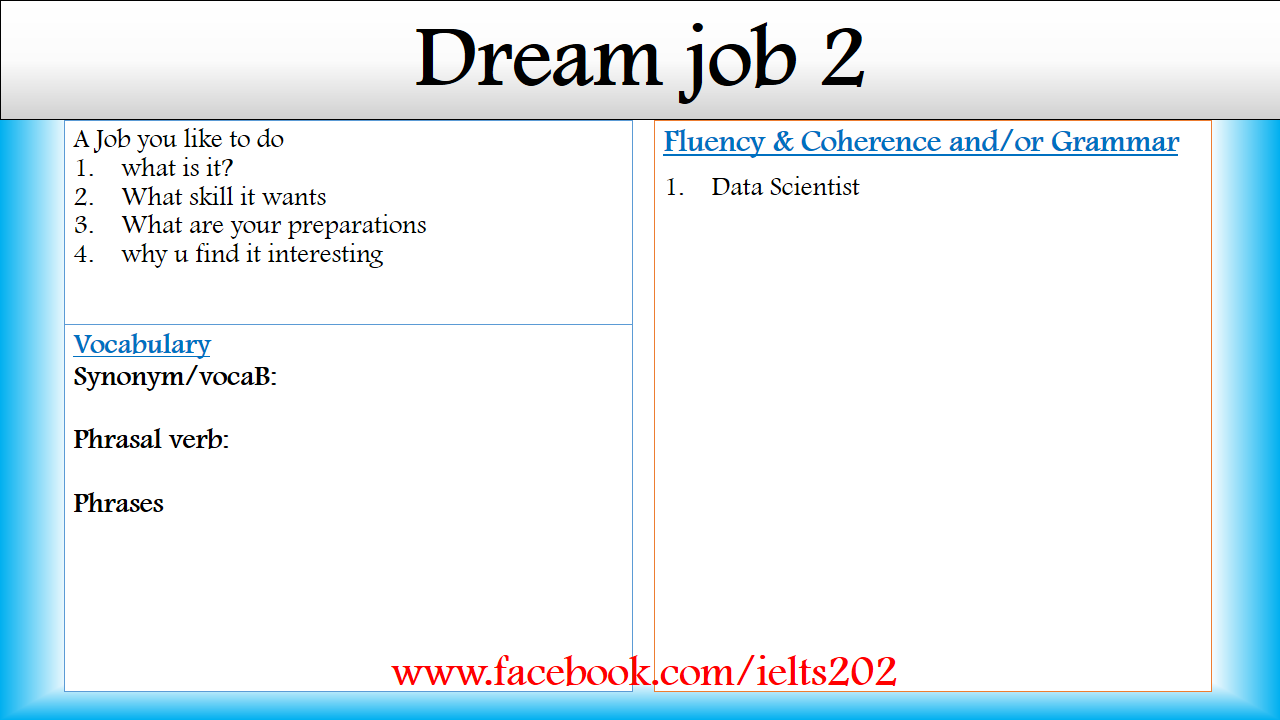 Dream job 2
A Job you like to do
1. what is it?
2. What skill it wants
3. What are your preparations
4. why u find it interesting
Vocabulary
Synonym/vocaB:
Phrasal verb:
Phrases
Fluency & Coherence and/or Grammar
1. Data Scientist
www.facebook.com/ielts202